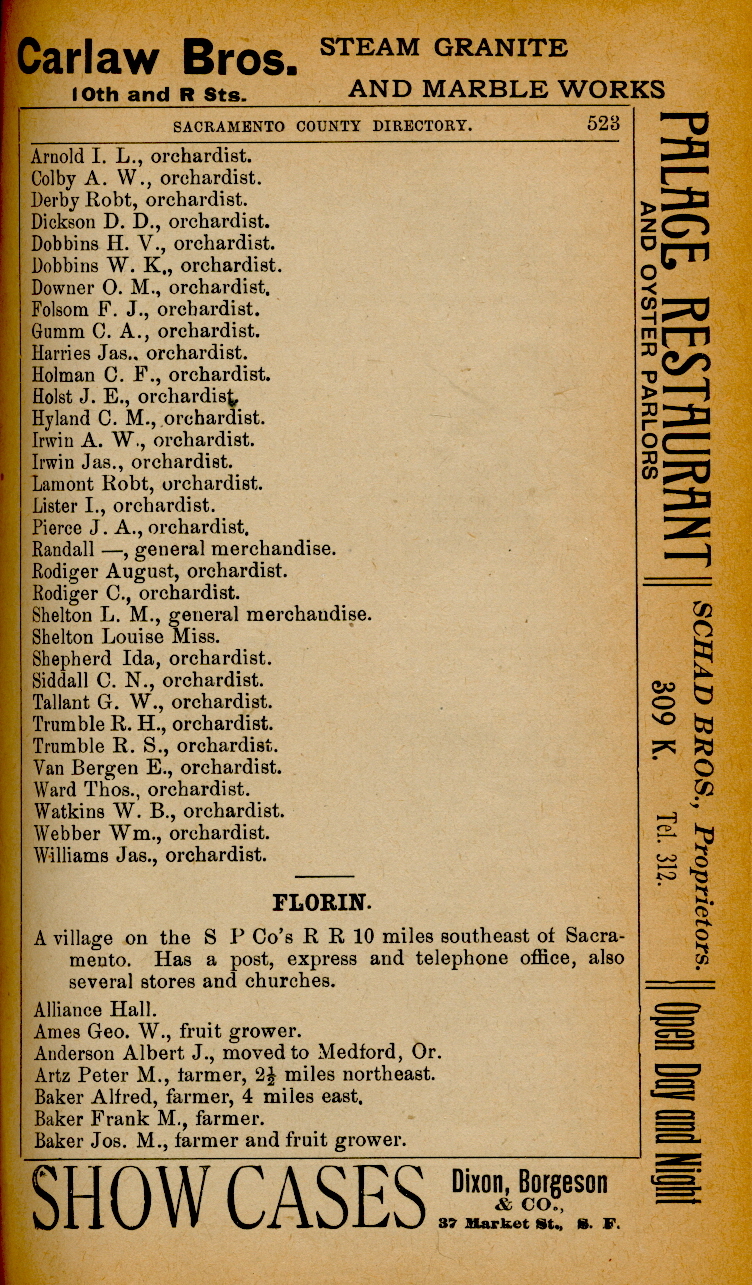 Carlaw Bros. STEAM GRANITE
10th and R Sts. AND MARBLE WORKS
SACRAMENTO COUNTY DIRECTORY. 523
Arnold I. L., orchardist.
Colby A. W., orchardist.
Derby Robt, orchardist.
Dickson D. D., orchardist.
Dobbins H. V., orchardist.
Dobbins W. K., orchardist.
Downer O. M., orchardist.
Folsom F. J., orchardist.
Gumm C. A., orchardist.
Harries Jas., orchardist.
Holman C. F., orchardist.
Holst J. E., orchardist.
Hyland C. M., orchardist.
Irwin A. W., orchardist.
Irwin Jas., orchardist.
Lamont Robt, orchardist.
Lister I., orchardist.
Pierce J. A., orchardist.
Randall —, general merchandise.
Rodiger August, orchardist.
Rodiger C., orchardist.
Shelton L. M., general merchandise.
Shelton Louise Miss.
Shepherd Ida, orchardist.
Siddall C. N., orchardist.
Tallant G. W., orchardist.
Trumble R. H., orchardist.
Trumble R. S., orchardist.
Van Bergen E., orchardist.
Ward Thos., orchardist.
Watkins W. B., orchardist.
Webber Wm., orchardist.
Williams Jas., orchardist.
FLORIN.
A village on the S P Co's R R 10 miles southeast of Sacra-
mento. Has a post, express and telephone office, also
several stores and churches.
Alliance Hall.
Ames Geo. W., fruit grower.
Anderson Albert J., moved to Medford, Or.
Artz Peter M., farmer, 2½ miles northeast.
Baker Alfred, farmer, 4 miles east.
Baker Frank M., farmer.
Baker Jos. M., farmer and fruit grower.
PALACE RESTAURANT
AND OYSTER PARLORS
SCHAD BROS., Proprietors.
309 K. Tel. 312.
Open Day and Night
SHOW CASES Dixon, Borgeson
& CO.,
37 Market St., S. F.